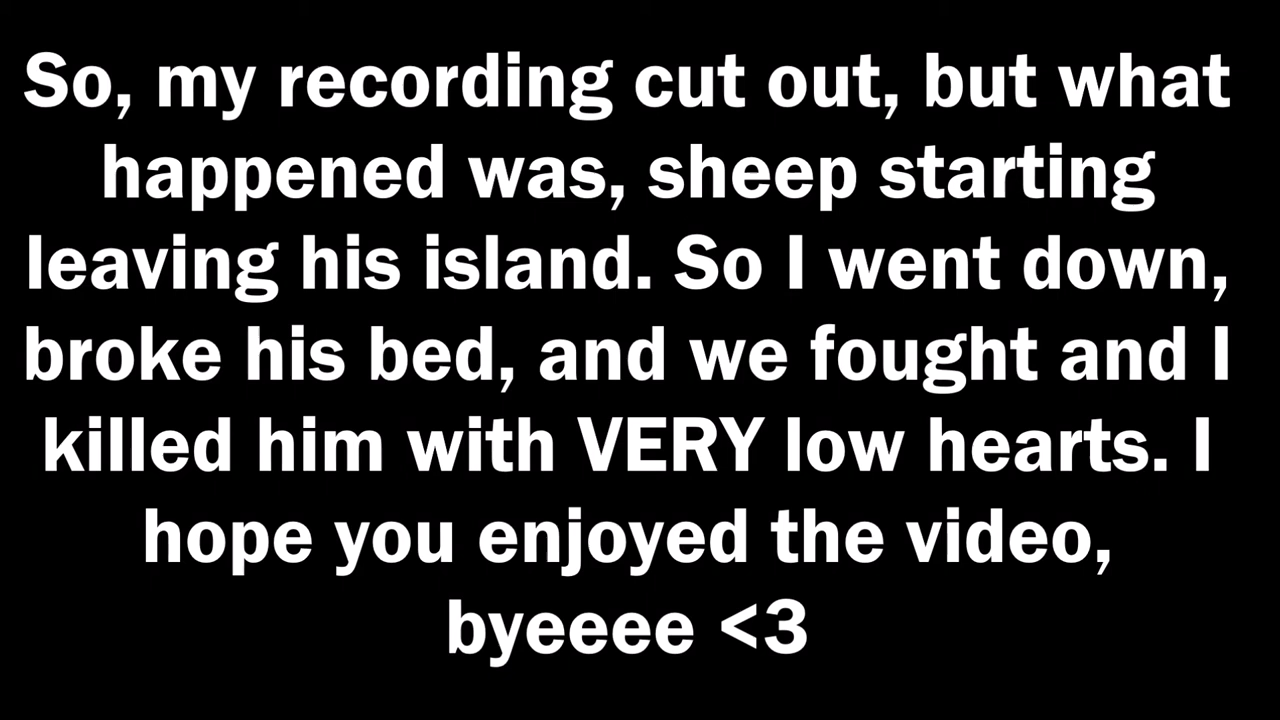 So, my recording cut out, but what
happened was, sheep starting
leaving his island. So I went down,
broke his bed, and we fought and I
killed him with VERY low hearts. I
hope you enjoyed the video,
byeeee <3